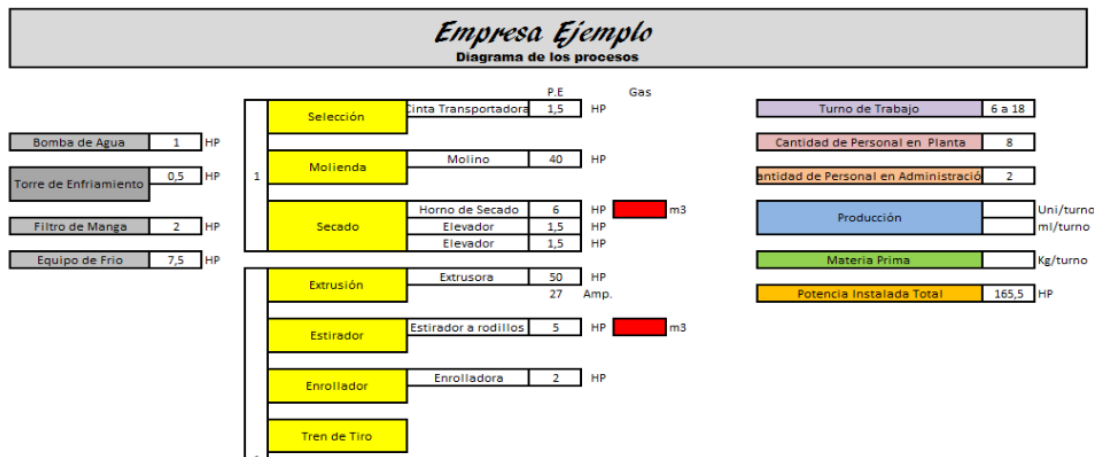 Empresa Ejemplo
Diagrama de los procesos
P.E Gas
Selección Cinta Transportadora 1,5 HP
Turno de Trabajo 6 a 18
Bomba de Agua 1 HP
Cantidad de Personal en Planta 8
Molienda Molino 40 HP
1
Torre de Enfriamiento 0,5 HP
antidad de Personal en Administració 2
Horno de Secado 6 HP m3
Secado Elevador 1,5 HP
Elevador 1,5 HP
Producción Uni/turno
ml/turno
Filtro de Manga 2 HP
Equipo de Frio 7,5 HP
Materia Prima Kg/turno
Extrusión Extrusora 50 HP
27 Amp.
Potencia Instalada Total 165,5 HP
Estirador Estirador a rodillos 5 HP m3
Enrollador Enrolladora 2 HP
Tren de Tiro